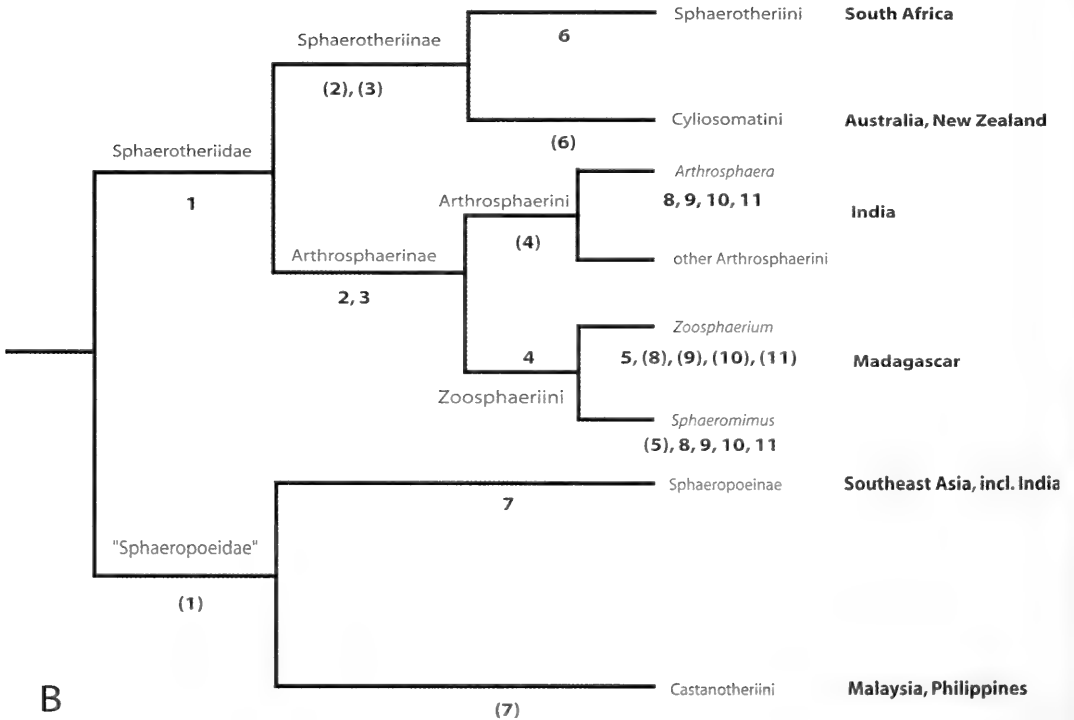 Sphaerotheriini South Africa
6
Sphaerotheriinae
(2), (3)
Cyliosomatini Australia, New Zealand
(6)
Sphaerotheriidae
1
Arthrosphaera
8, 9, 10, 11
Arthrosphaerini
(4)
India
Arthrosphaerinae
2, 3
other Arthrosphaerini
Zoosphaerium
4
5, (8), (9), (10), (11)
Madagascar
Zoosphaeriini
Sphaeromimus
(5), 8, 9, 10, 11
Sphaeropoeinae Southeast Asia, incl. India
7
"Sphaeropoeidae"
(1)
Castanotheriini Malaysia, Philippines
(7)
B